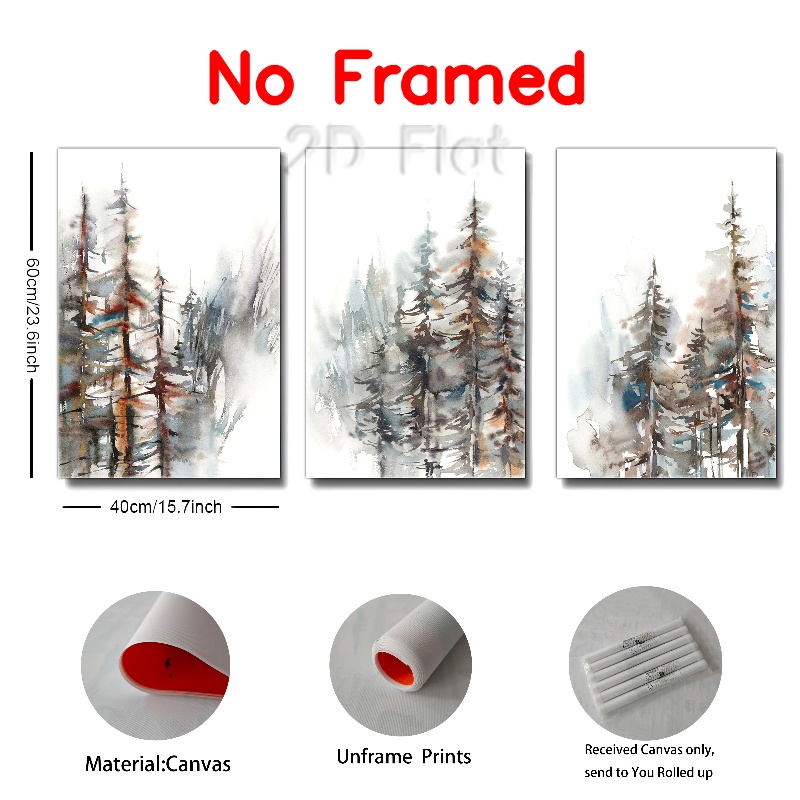 No Framed
2D Flat
60cm/23.6inch
40cm/15.7inch
Material:Canvas
Unframe Prints
Received Canvas only,
send to You Rolled up